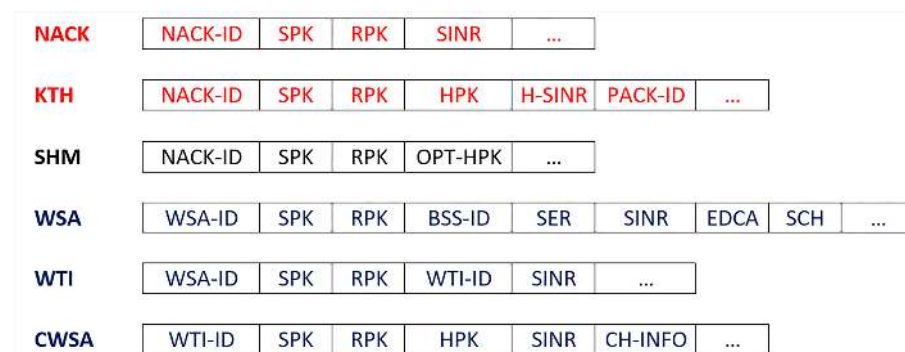 NACK NACK-ID SPK RPK SINR ...
KTH NACK-ID SPK RPK HPK H-SINR PACK-ID ...
SHM NACK-ID SPK RPK OPT-HPK ...
WSA WSA-ID SPK RPK BSS-ID SER SINR EDCA SCH ...
WTI WSA-ID SPK RPK WTI-ID SINR ...
CWSA WTI-ID SPK RPK HPK SINR CH-INFO ...